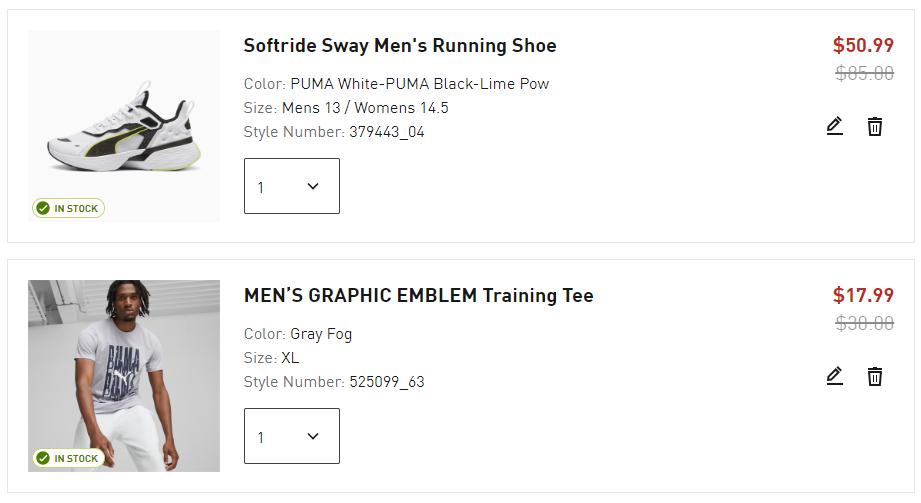 Softride Sway Men's Running Shoe
$50.99
$85.00
Color: PUMA White-PUMA Black-Lime Pow
Size: Mens 13 / Womens 14.5
Style Number: 379443_04
1
IN STOCK
MEN’S GRAPHIC EMBLEM Training Tee
$17.99
$30.00
Color: Gray Fog
Size: XL
Style Number: 525099_63
1
PUMA
PUMA
IN STOCK